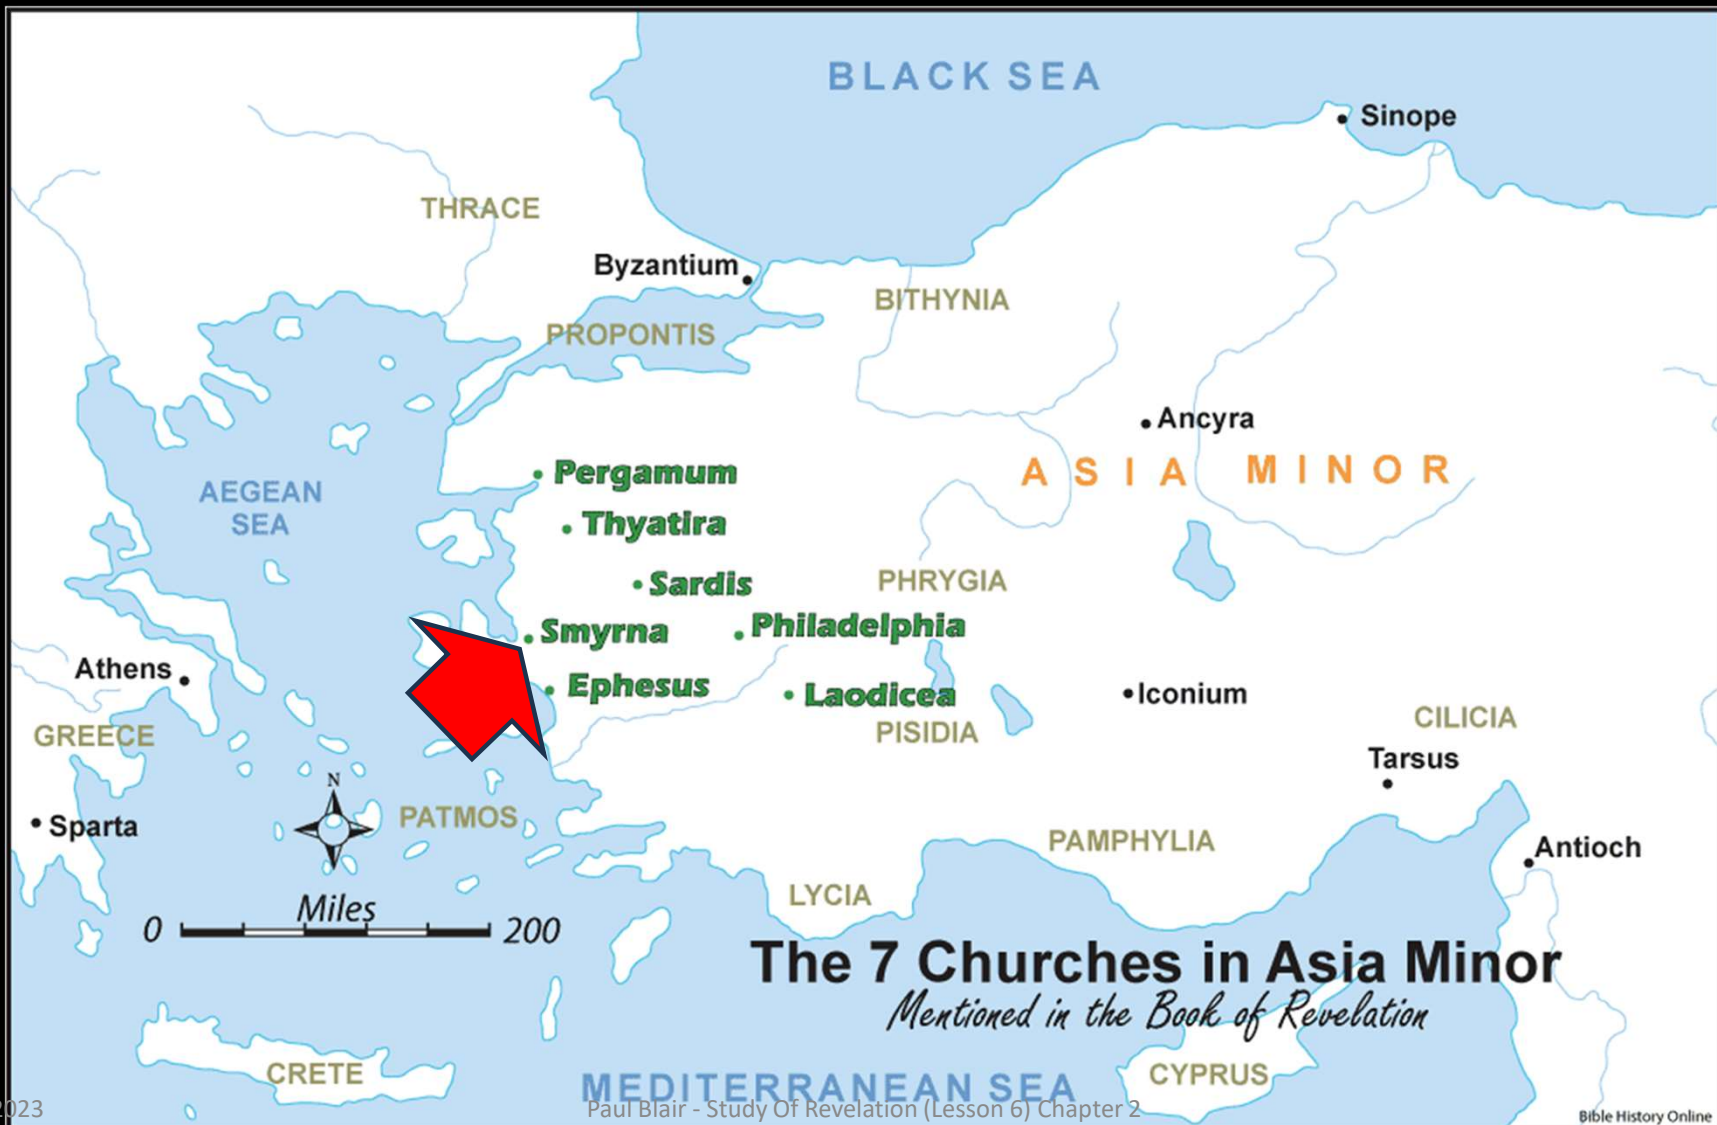 BLACK SEA
Sinope
THRACE
Byzantium
BITHYNIA
PROPONTIS
Ancyra
ASIA MINOR
Pergamum
AEGEAN
SEA
Thyatira
Sardis
PHRYGIA
Smyrna
Philadelphia
Athens
Ephesus
Laodicea
Iconium
GREECE
PISIDIA
CILICIA
Tarsus
N
PATMOS
Sparta
PAMPHYLIA
Antioch
LYCIA
Miles
0 200
The 7 Churches in Asia Minor
Mentioned in the Book of Revelation
CRETE
MEDITERRANEAN SEA
CYPRUS
2023
Paul Blair - Study Of Revelation (Lesson 6) Chapter 2
Bible History Online